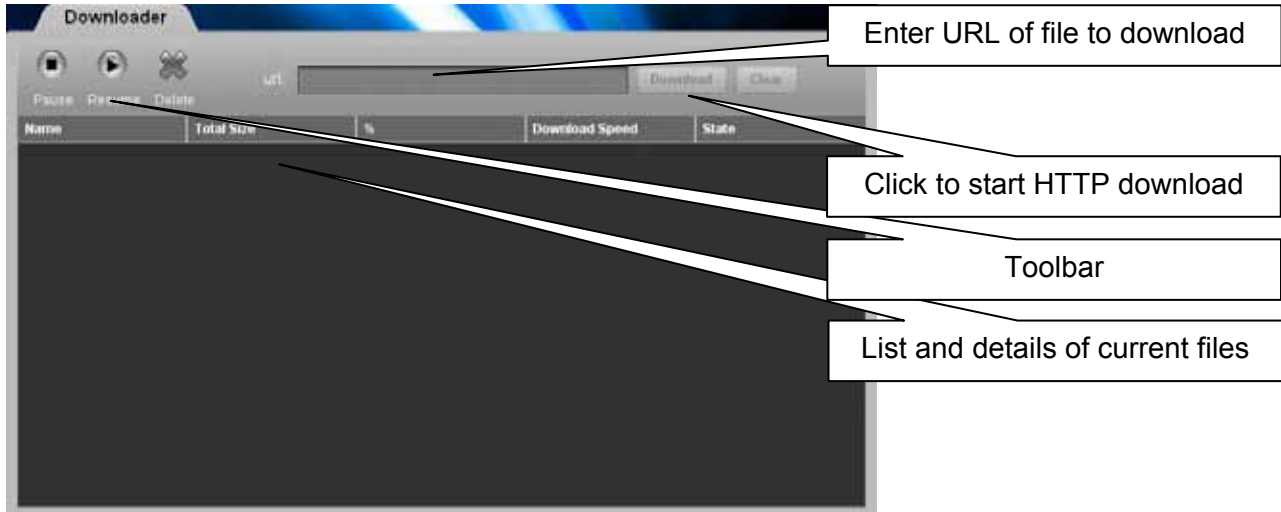 Downloader
Enter URL of file to download
url
Download Clear
Pause Resume Delete
Name Total Size % Download Speed State
Click to start HTTP download
Toolbar
List and details of current files